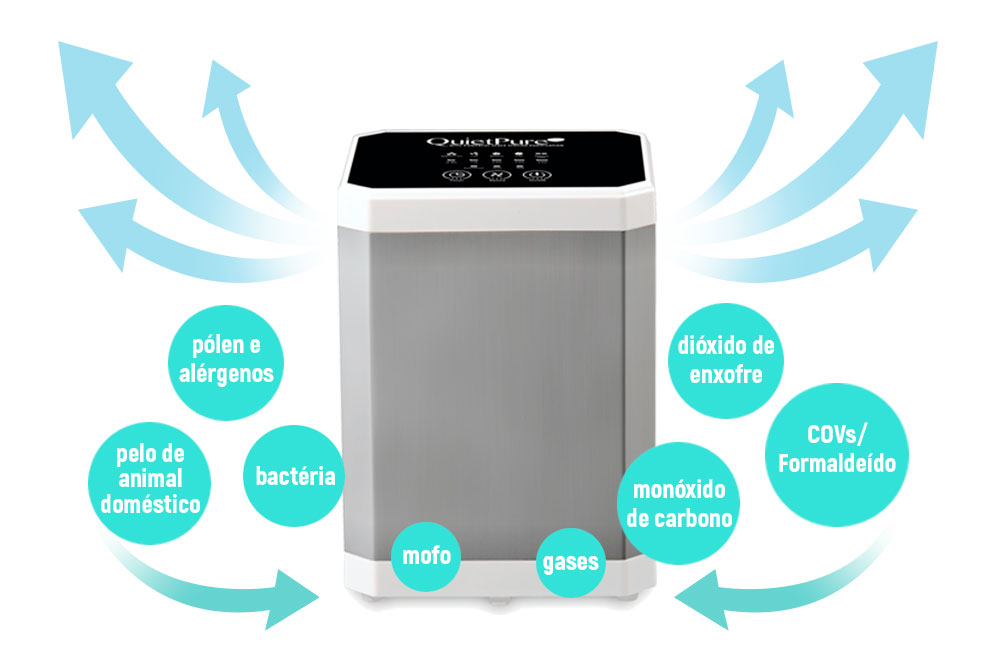 QuietPure
pólen e
alérgenos
dióxido de
enxofre
pelo de
animal
doméstico
bactéria
COVs/
Formaldeído
monóxido
de carbono
mofo
gases